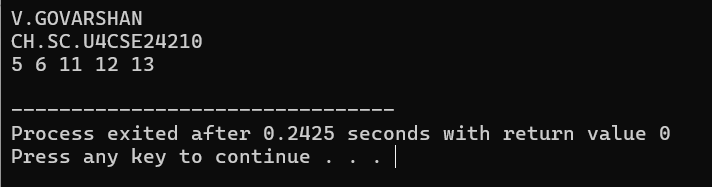 V.GOVARSHAN
CH.SC.U4CSE24210
5 6 11 12 13
--------------------------------
Process exited after 0.2425 seconds with return value 0
Press any key to continue . . .